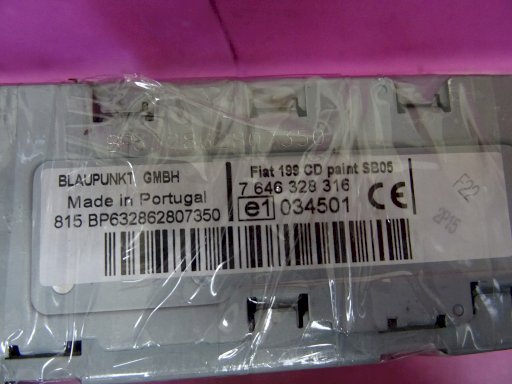 BP632862807350
BLAUPUNKT GMBH
Made in Portugal
815 BP632862807350
Fiat 199 CD paint SB05
7 646 328 316
e1 034501
CE
F22